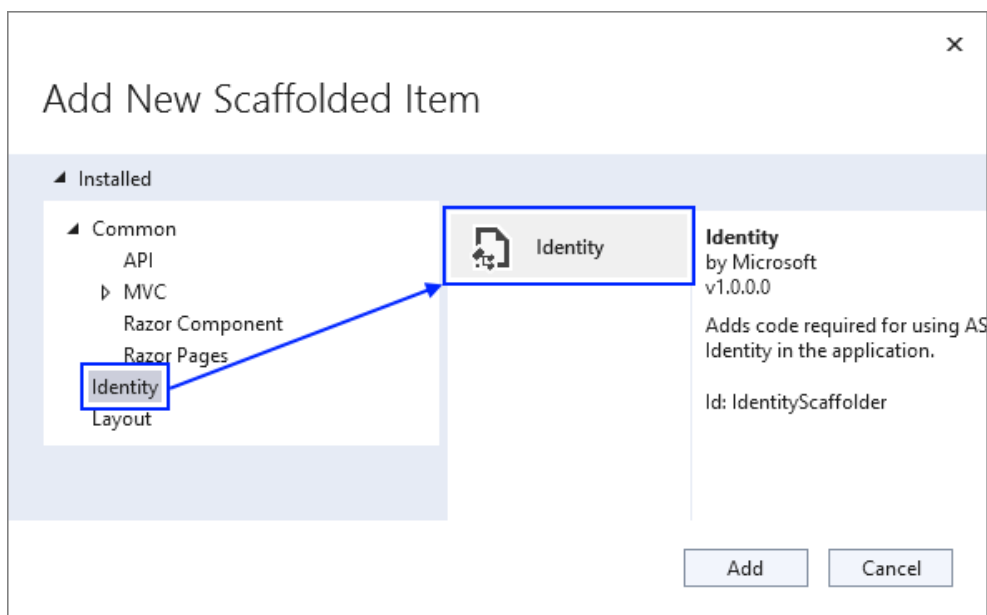 Add New Scaffolded Item
Installed
Common
API
MVC
Razor Component
Razor Pages
Identity
Layout
Identity
Identity
by Microsoft
v1.0.0.0
Adds code required for using AS
Identity in the application.
Id: IdentityScaffolder
Add
Cancel